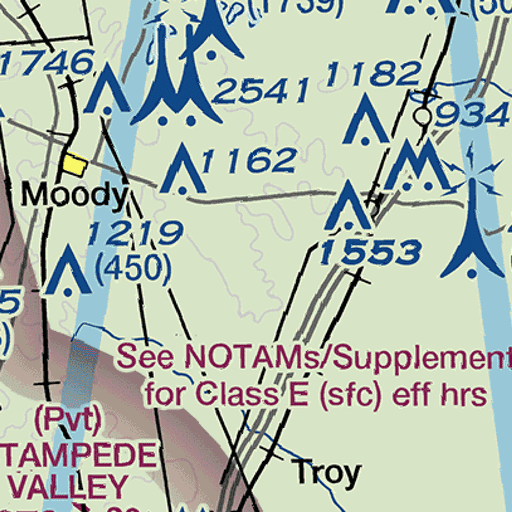 (1739)
1746
2541
1182
934
1162
Moody
1219
(450)
1553
See NOTAMs/Supplement
for Class E (sfc) eff hrs
(Pvt)
TAMPEDE
VALLEY
Troy